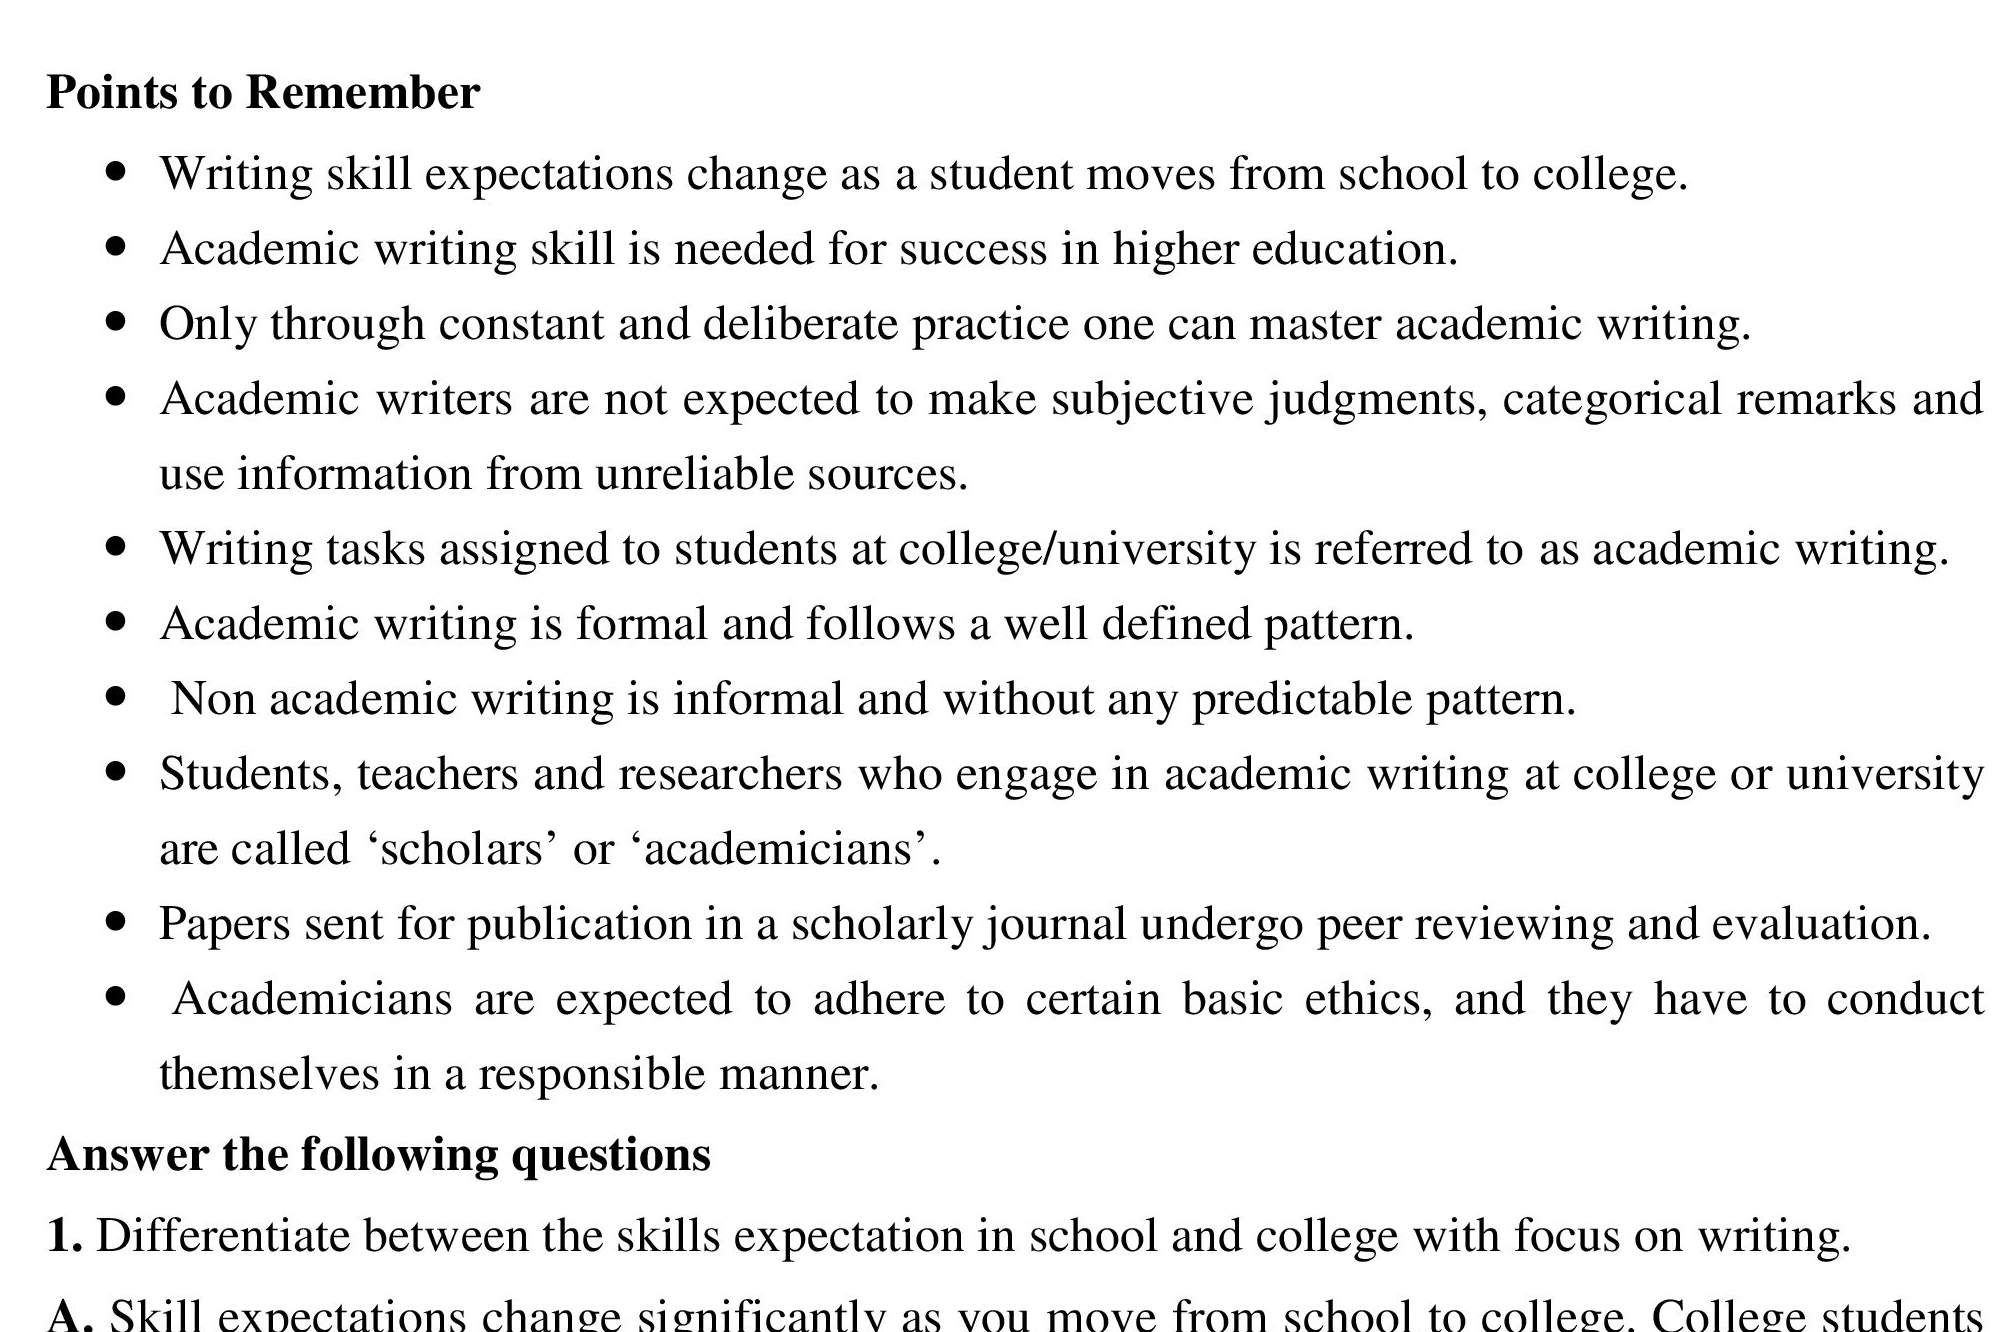 Points to Remember
• Writing skill expectations change as a student moves from school to college.
• Academic writing skill is needed for success in higher education.
• Only through constant and deliberate practice one can master academic writing.
• Academic writers are not expected to make subjective judgments, categorical remarks and
use information from unreliable sources.
• Writing tasks assigned to students at college/university is referred to as academic writing.
• Academic writing is formal and follows a well defined pattern.
• Non academic writing is informal and without any predictable pattern.
• Students, teachers and researchers who engage in academic writing at college or university
are called ‘scholars’ or ‘academicians’.
• Papers sent for publication in a scholarly journal undergo peer reviewing and evaluation.
• Academicians are expected to adhere to certain basic ethics, and they have to conduct
themselves in a responsible manner.
Answer the following questions
1. Differentiate between the skills expectation in school and college with focus on writing.
A. Skill expectations change significantly as you move from school to college. College students